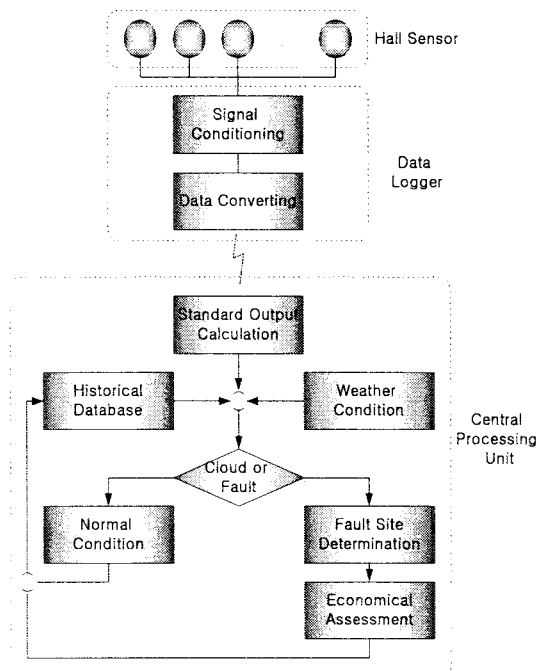 Hall Sensor
Signal
Conditioning
Data Converting
Data
Logger
Standard Output
Calculation
Historical
Database
Weather
Condition
Central
Processing
Unit
Cloud or
Fault
Normal
Condition
Fault Site
Determination
Economical
Assessment